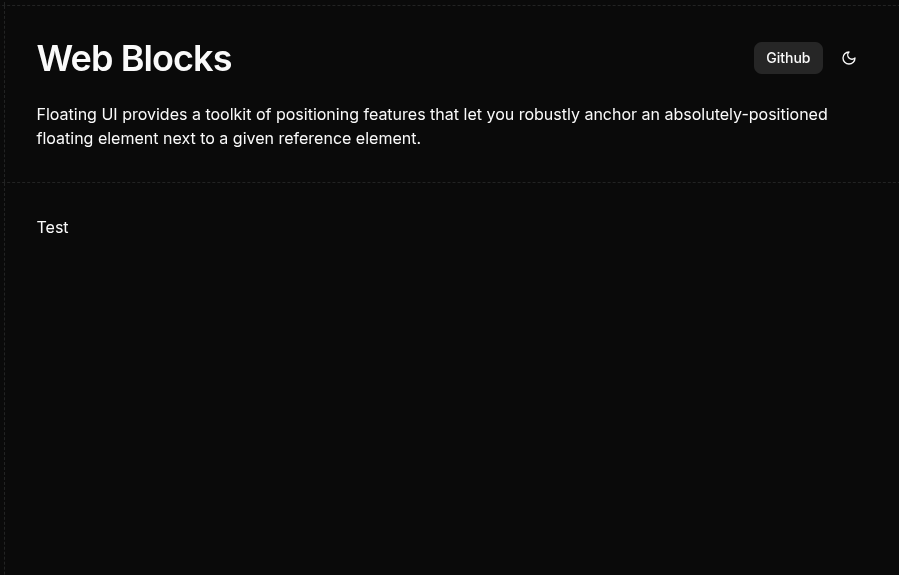 Web Blocks
Github
Floating UI provides a toolkit of positioning features that let you robustly anchor an absolutely-positioned
floating element next to a given reference element.
Test